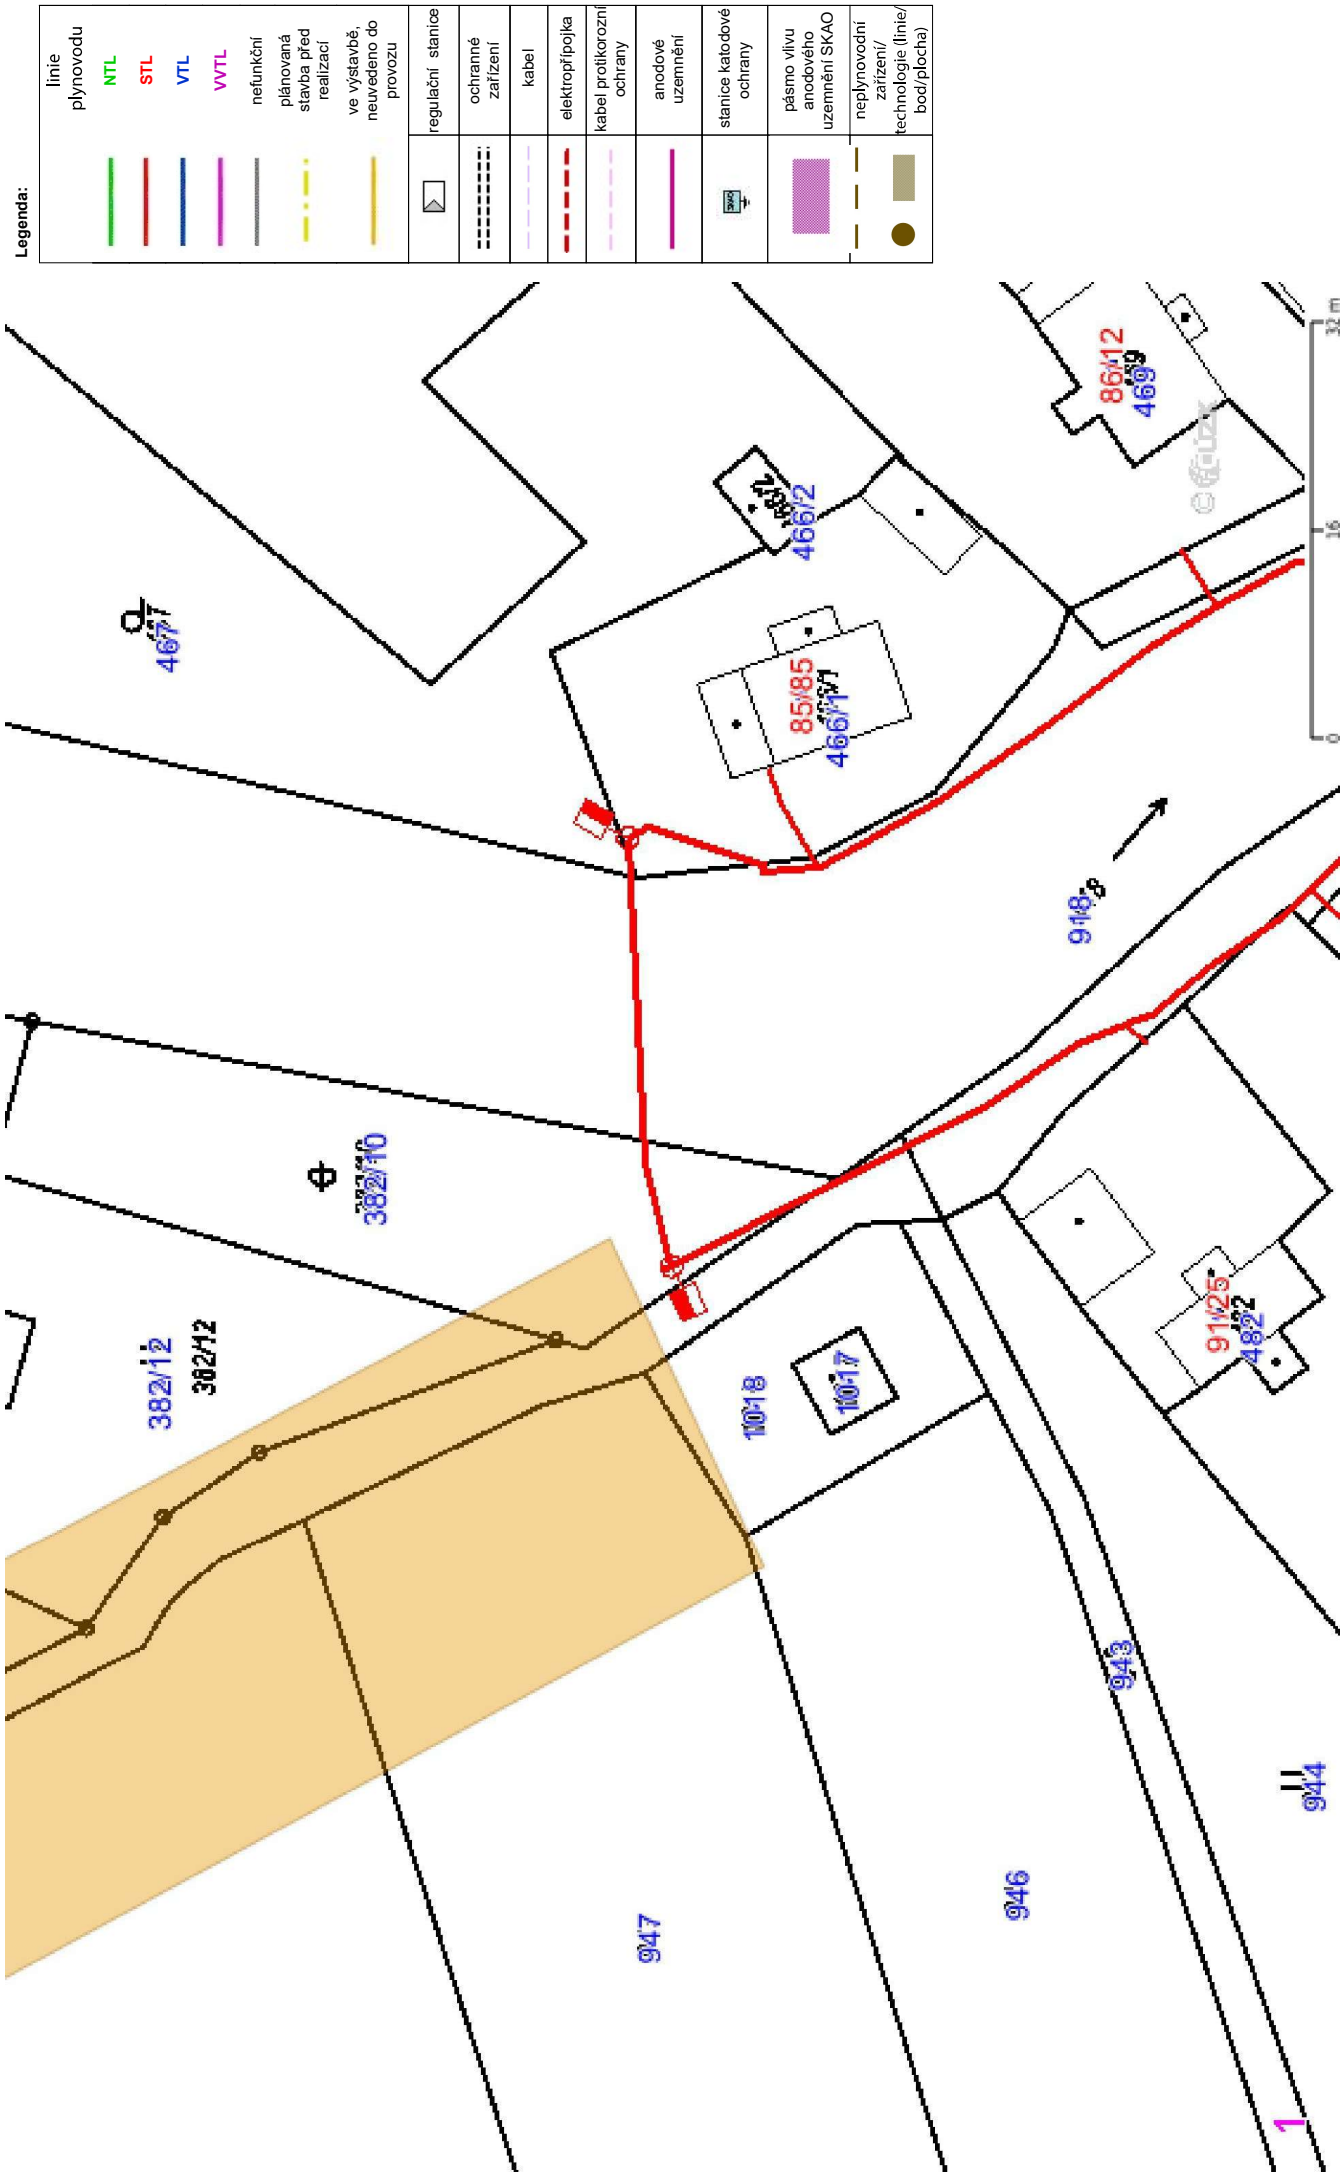 Legenda:
linie
plynovodu
NTL
STL
VTL
VVTL
nefunkční
plánovaná
stavba před
realizací
ve výstavbě,
neuvedeno do
provozu
regulační stanice
ochranné
zařízení
kabel
elektropřípojka
kabel protikorozní
ochrany
anodové
uzemnění
stanice katodové
ochrany
SKAO
pásmo vlivu
anodového
uzemnění SKAO
neplynovodní
zařízení/
technologie (linie/
bod/plocha)
467
466/2
85/85
466/1
86/12
469
918
382/10
382/12
382/12
1018
1017
91/25
482
943
944
946
947
1
0
16
32 m
©